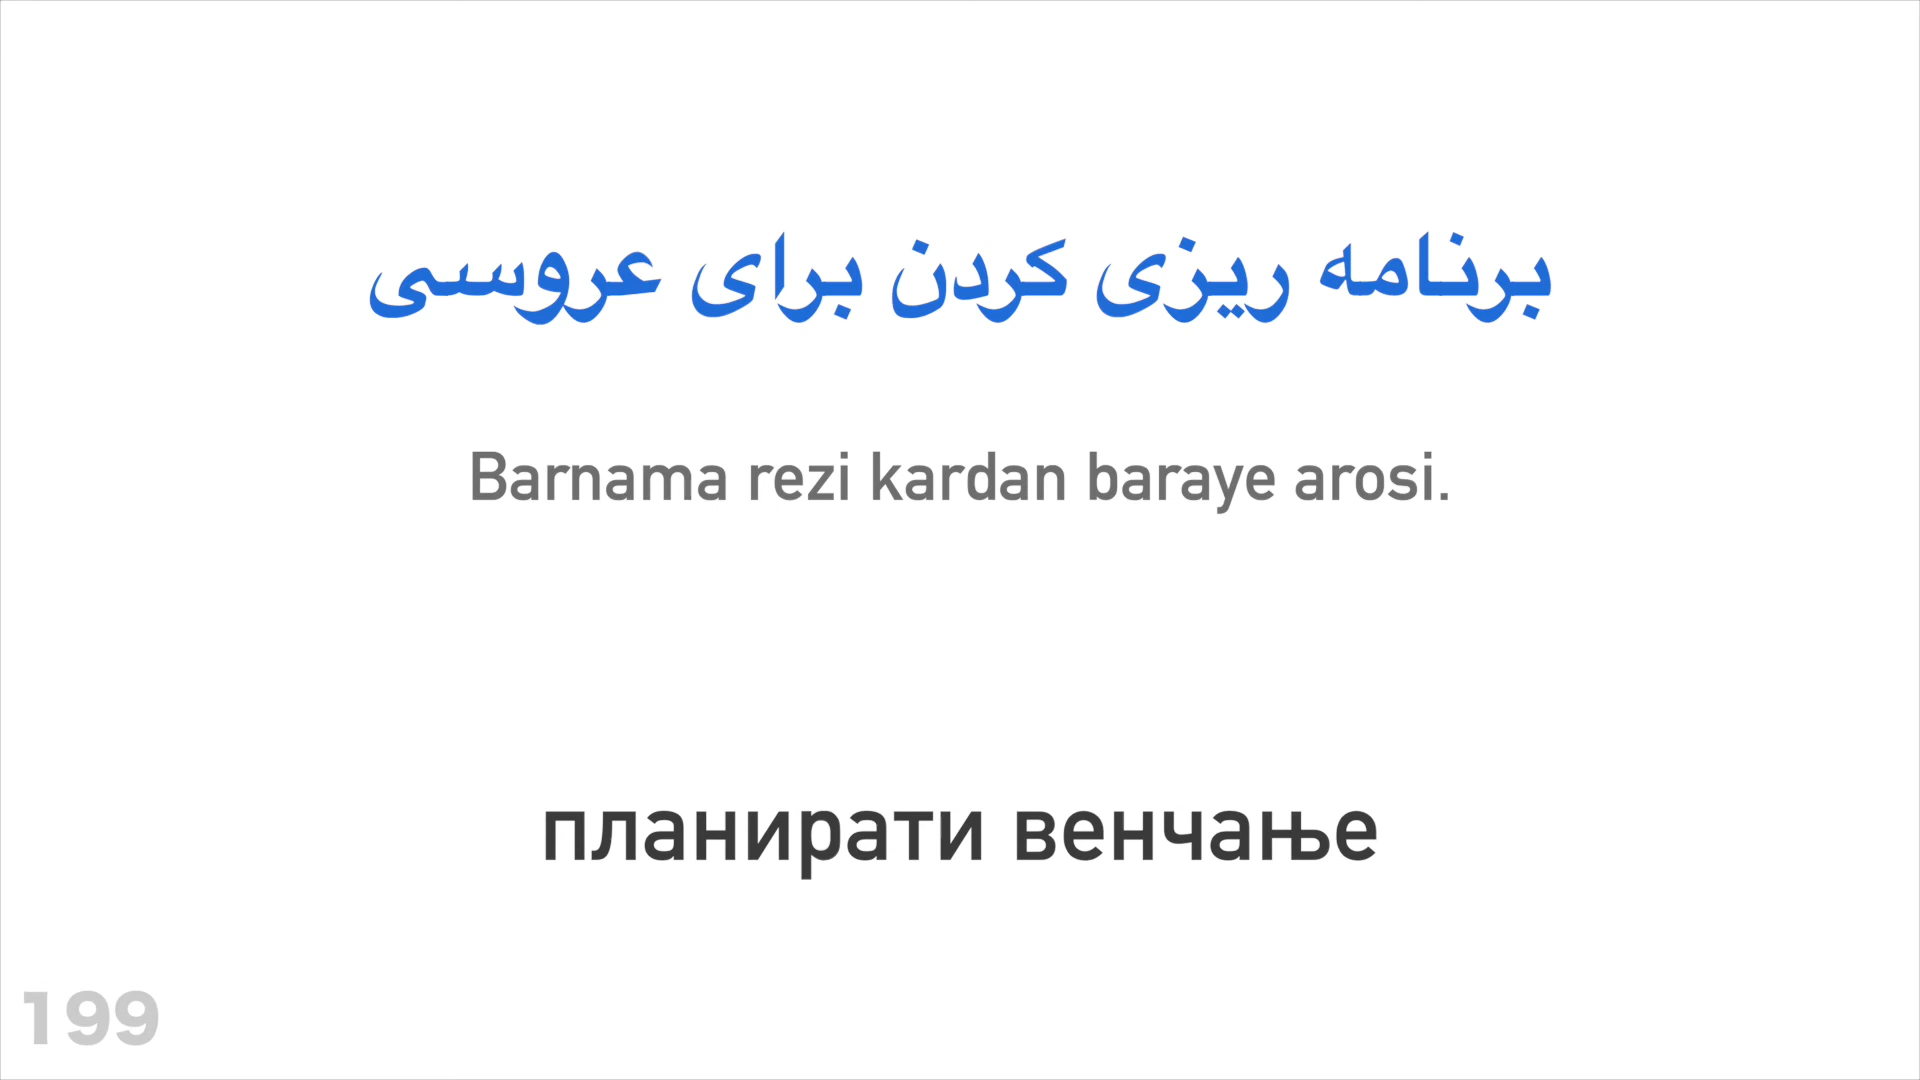 برنامه ریزی کردن برای عروسی
Barnama rezi kardan baraye arosi.
планирати венчање
199